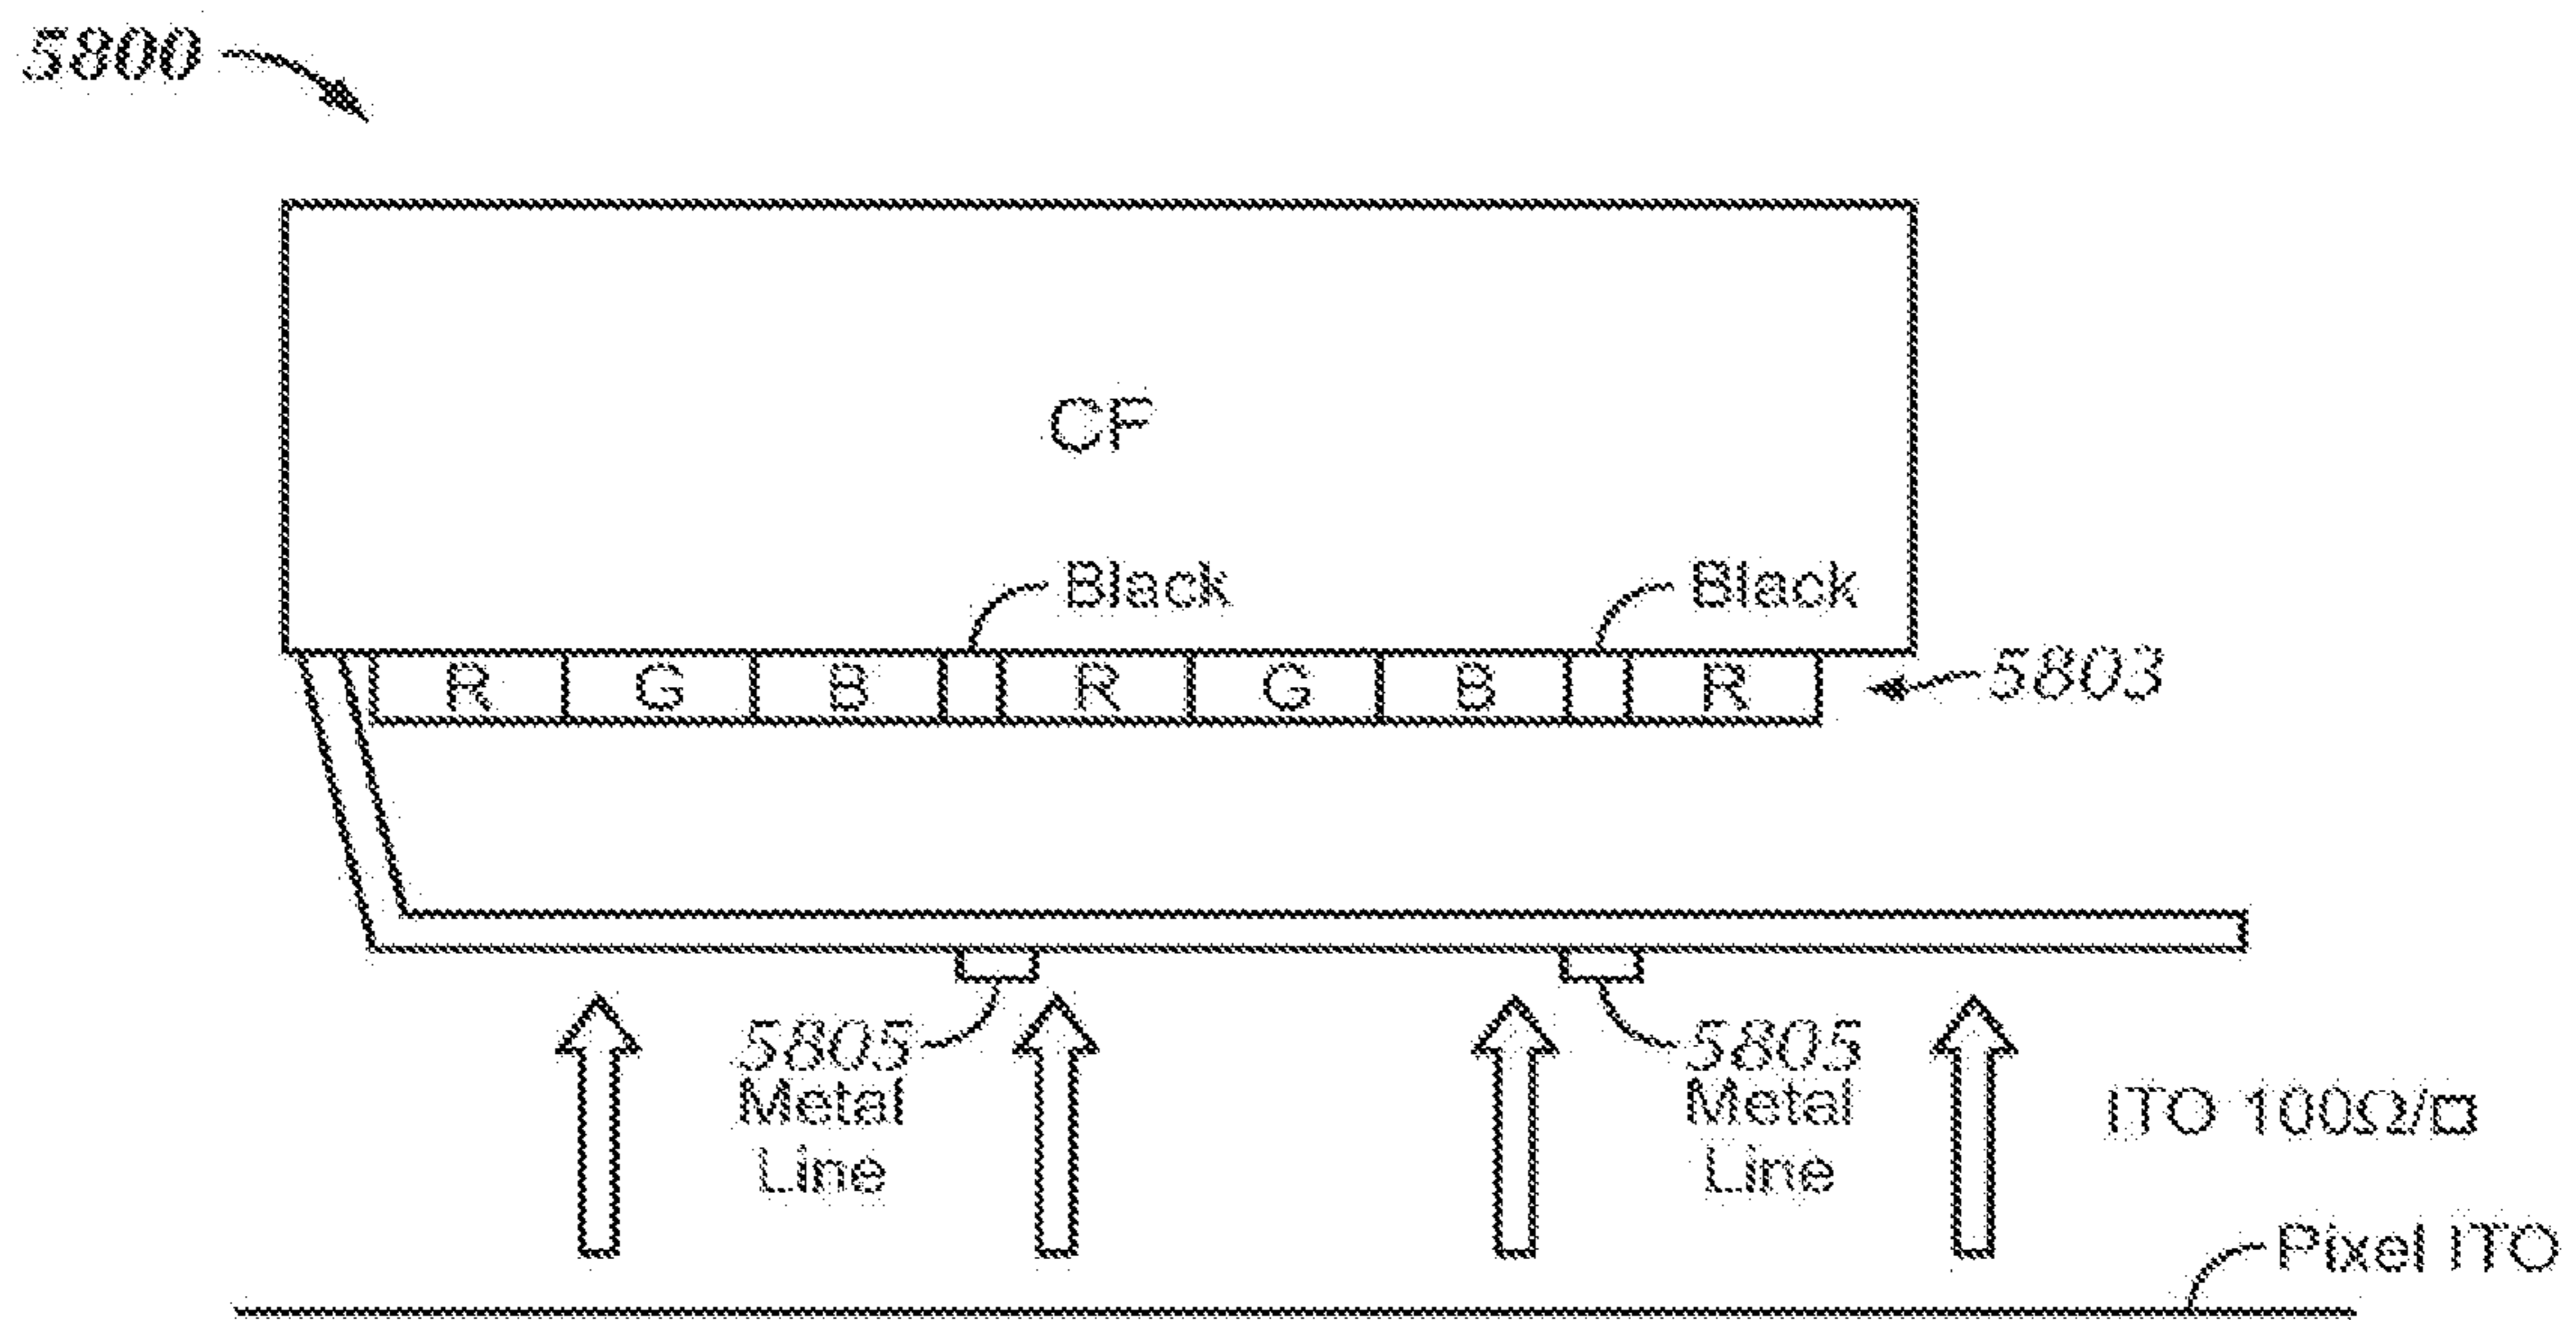 5800
CF
Black Black
R G B R G B R 5803
5805 5805
Metal Metal
Line Line
ITO 100Ω/□
Pixel ITO